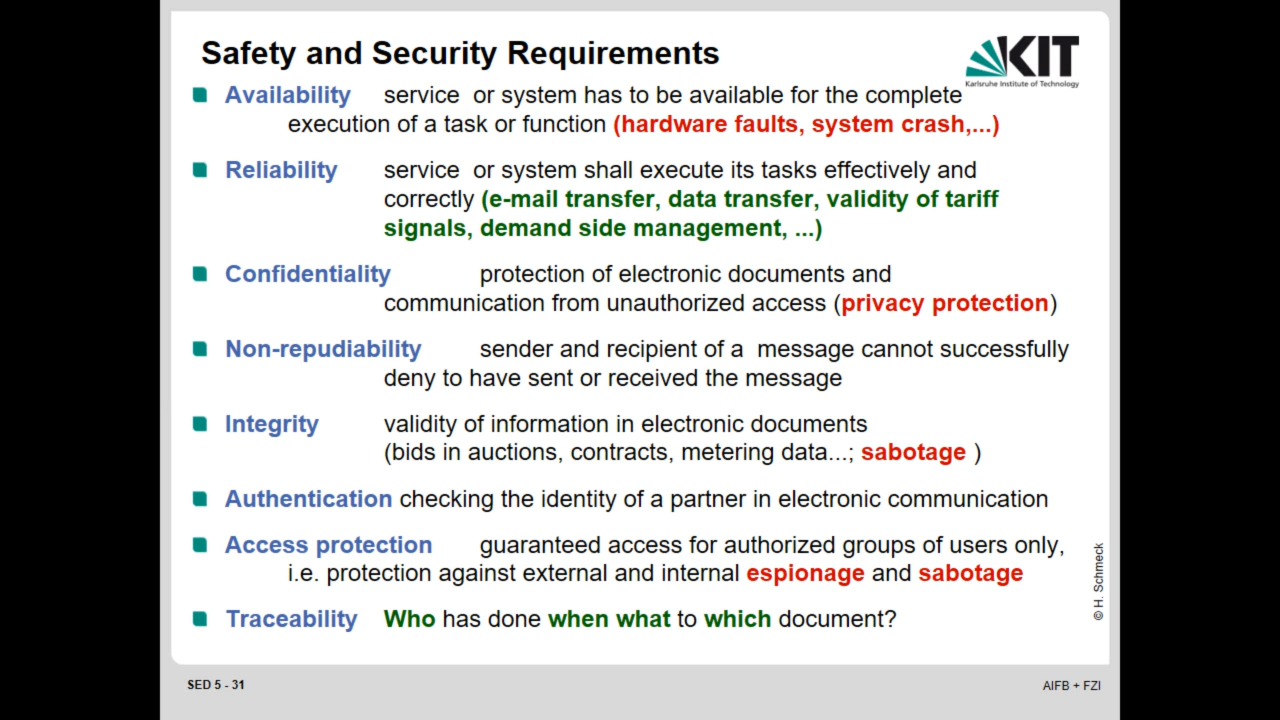 Safety and Security Requirements
KIT
Karlsruhe Institute of Technology
Availability service or system has to be available for the complete
execution of a task or function (hardware faults, system crash,...)
Reliability service or system shall execute its tasks effectively and
correctly (e-mail transfer, data transfer, validity of tariff
signals, demand side management, ...)
Confidentiality protection of electronic documents and
communication from unauthorized access (privacy protection)
Non-repudiability sender and recipient of a message cannot successfully
deny to have sent or received the message
Integrity validity of information in electronic documents
(bids in auctions, contracts, metering data...; sabotage )
Authentication checking the identity of a partner in electronic communication
Access protection guaranteed access for authorized groups of users only,
i.e. protection against external and internal espionage and sabotage
Traceability Who has done when what to which document?
© H. Schmeck
SED 5 - 31
AIFB + FZI